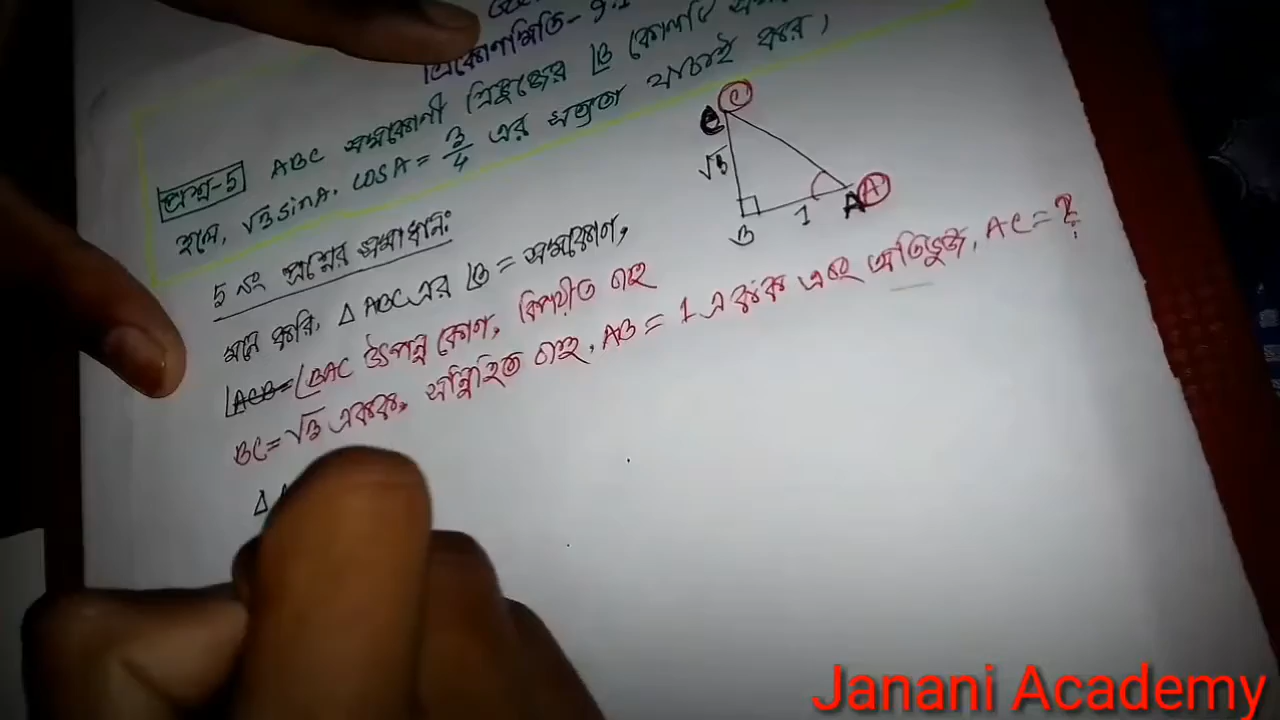 ত্রিকোণমিতি- 9.1
প্রশ্ন-5 ABC সমকোণী ত্রিভুজের ∠B কোণটি
হলে, √3 sinA. cosA = 3/4 এর সত্যতা যাচাই কর।
5 নং প্রশ্নের সমাধান:
মনে করি, Δ ABC এর ∠B = সমকোণ,
∠ACB= ∠BAC উৎপন্ন কোণ, বিপরীত বাহু
BC = √3 একক, সন্নিহিত বাহু, AB = 1 একক এবং অতিভুজ, AC = ?
Δ
C
C
√3
B
1
A
A
Janani Academy